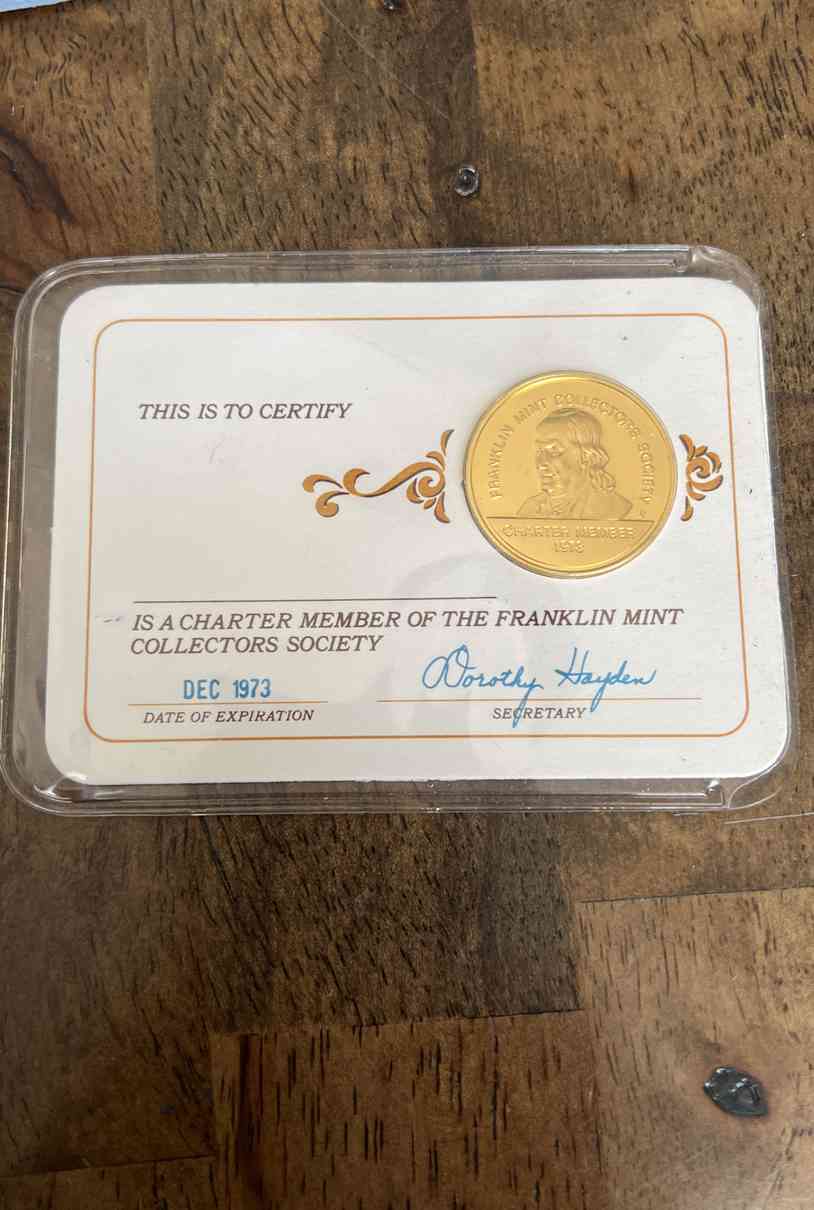 THIS IS TO CERTIFY
FRANKLIN MINT COLLECTORS SOCIETY
CHARTER MEMBER
1973
IS A CHARTER MEMBER OF THE FRANKLIN MINT
COLLECTORS SOCIETY
DEC 1973
Dorothy Hayden
DATE OF EXPIRATION
SECRETARY